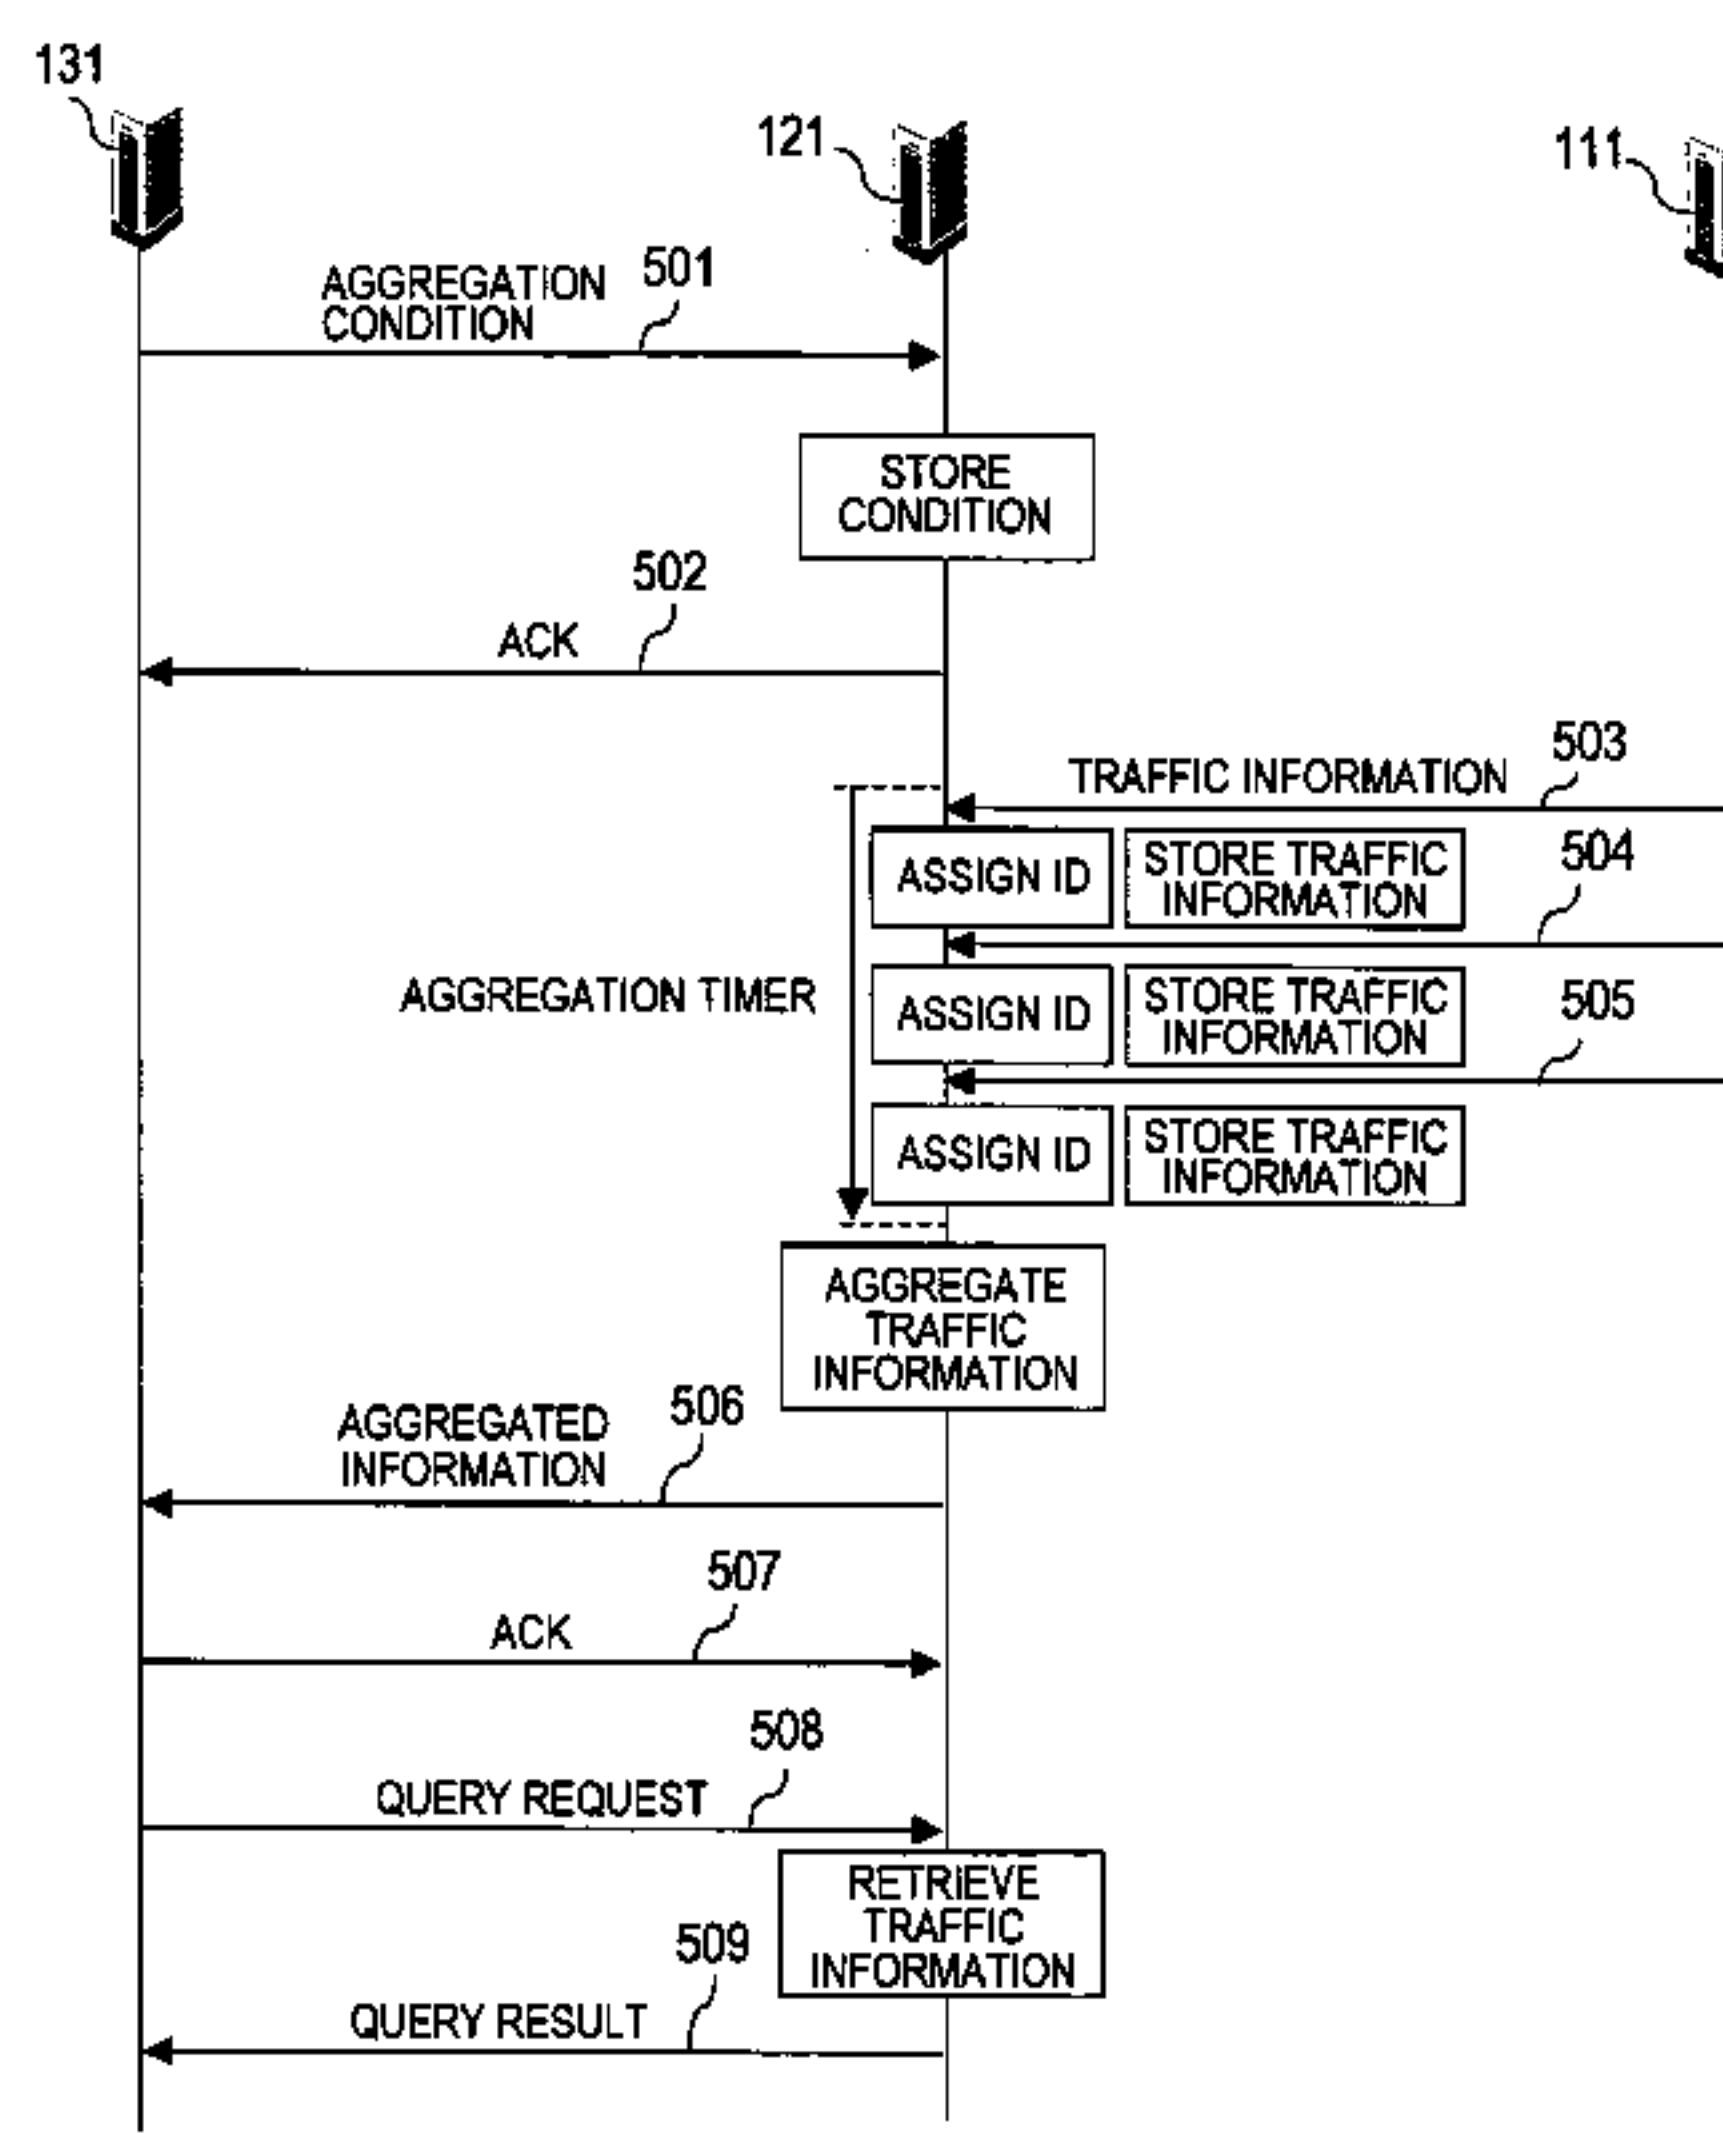 131
121
111
AGGREGATION
CONDITION
501
STORE
CONDITION
502
ACK
503
TRAFFIC INFORMATION
ASSIGN ID
STORE TRAFFIC
INFORMATION
504
AGGREGATION TIMER
ASSIGN ID
STORE TRAFFIC
INFORMATION
505
ASSIGN ID
STORE TRAFFIC
INFORMATION
AGGREGATE
TRAFFIC
INFORMATION
506
AGGREGATED
INFORMATION
507
ACK
508
QUERY REQUEST
RETRIEVE
TRAFFIC
INFORMATION
509
QUERY RESULT